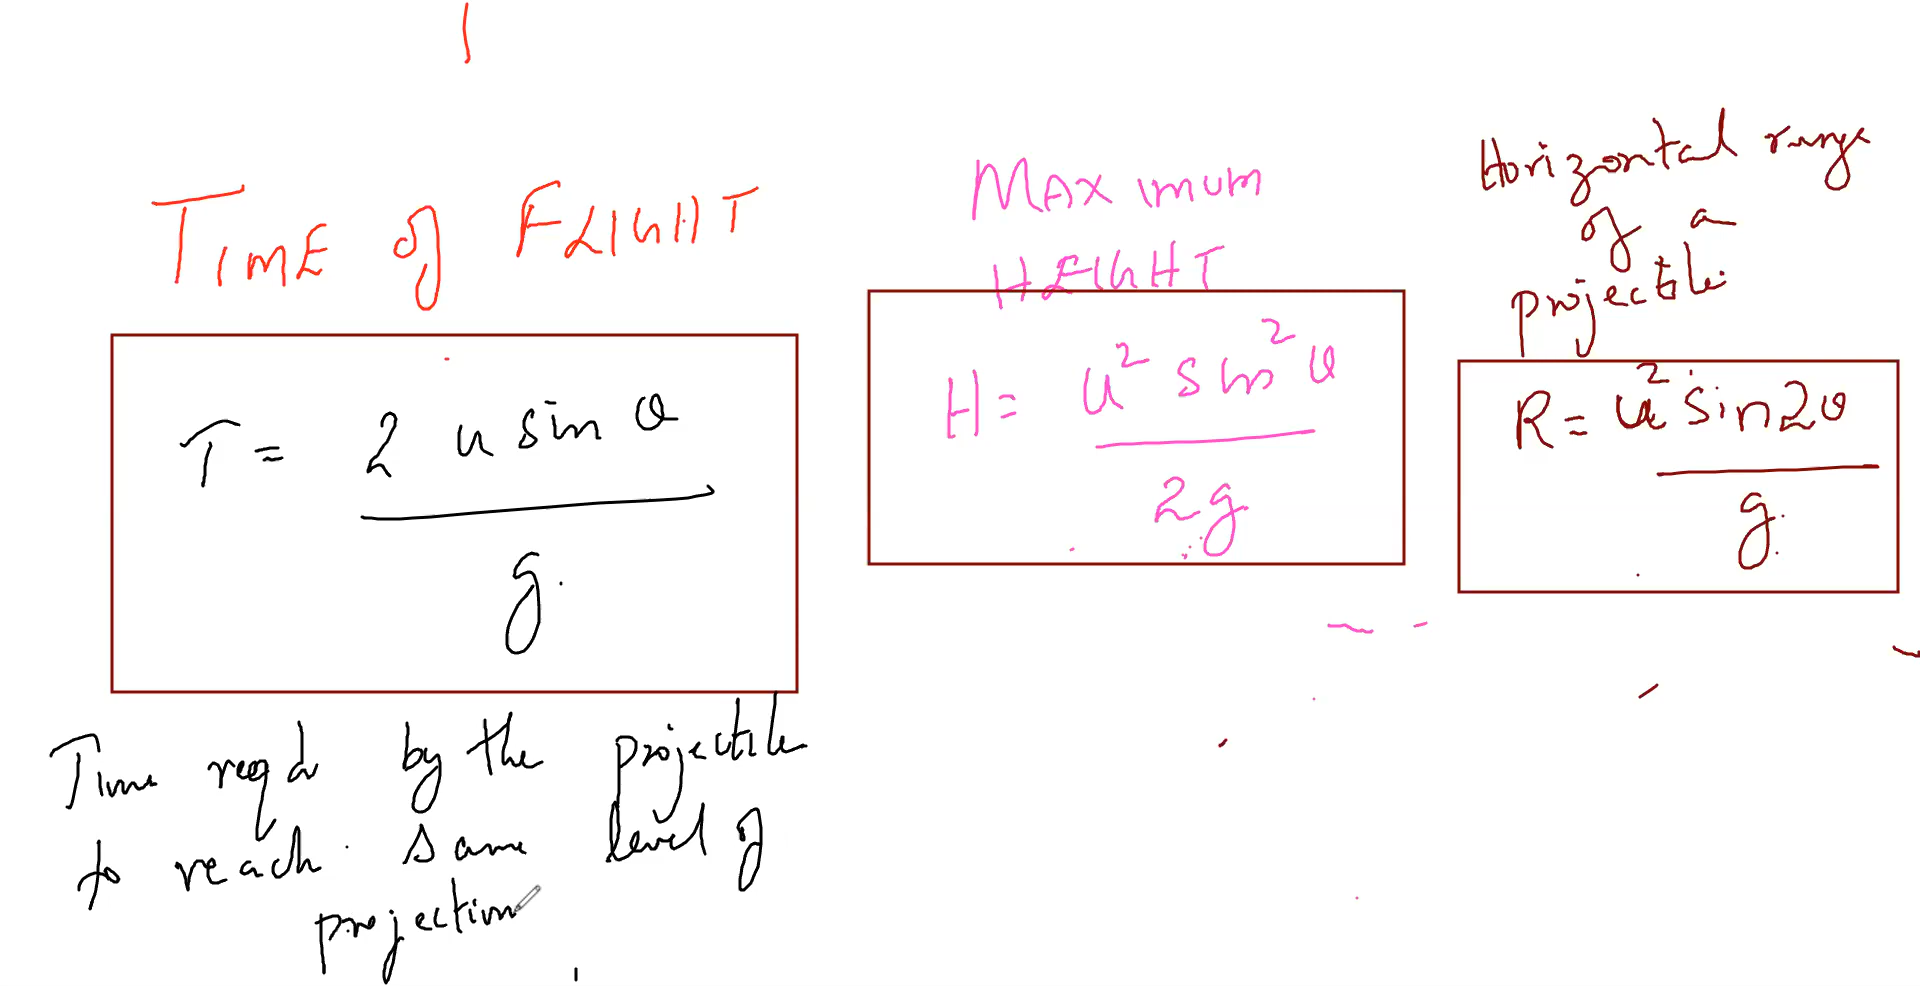 TIME of FLIGHT
T = 2 u sin θ
g.
Time reqd by the projectile
to reach same level of
projection
MAXIMUM
HEIGHT
H = u² sin² θ
2g
Horizontal range
of a
projectile
R = u² sin2θ
g.